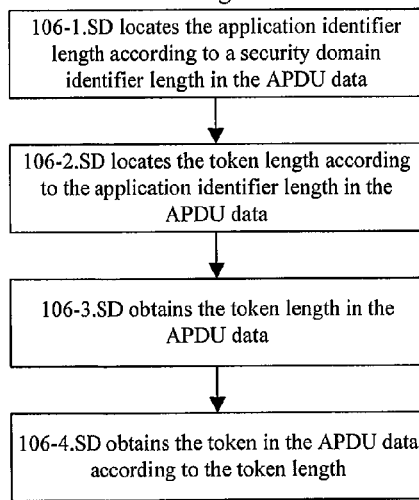 106-1.SD locates the application identifier
length according to a security domain
identifier length in the APDU data
106-2.SD locates the token length according
to the application identifier length in the
APDU data
106-3.SD obtains the token length in the
APDU data
106-4.SD obtains the token in the APDU data
according to the token length